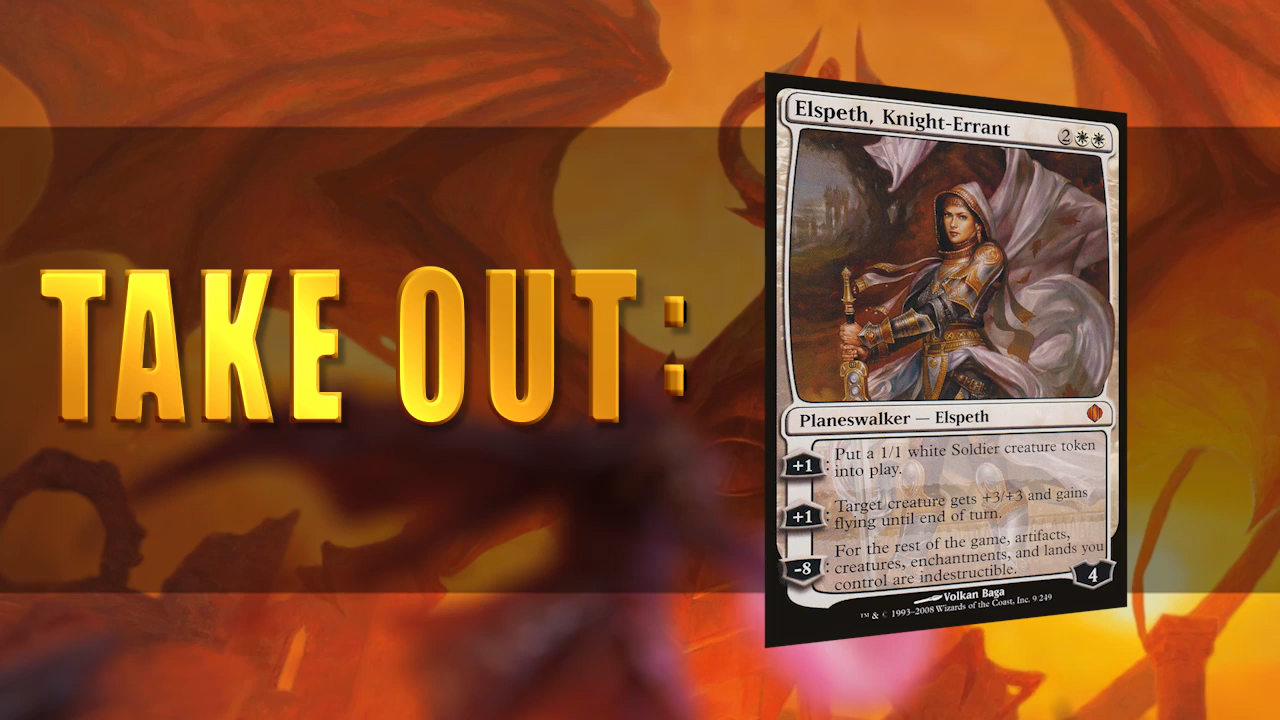 TAKE OUT:
Elspeth, Knight-Errant 2
Planeswalker — Elspeth
+1 : Put a 1/1 white Soldier creature token
into play.
+1 : Target creature gets +3/+3 and gains
flying until end of turn.
-8 : For the rest of the game, artifacts,
creatures, enchantments, and lands you
control are indestructible.
4
Volkan Baga
™ & © 1993–2008 Wizards of the Coast, Inc. 9 249